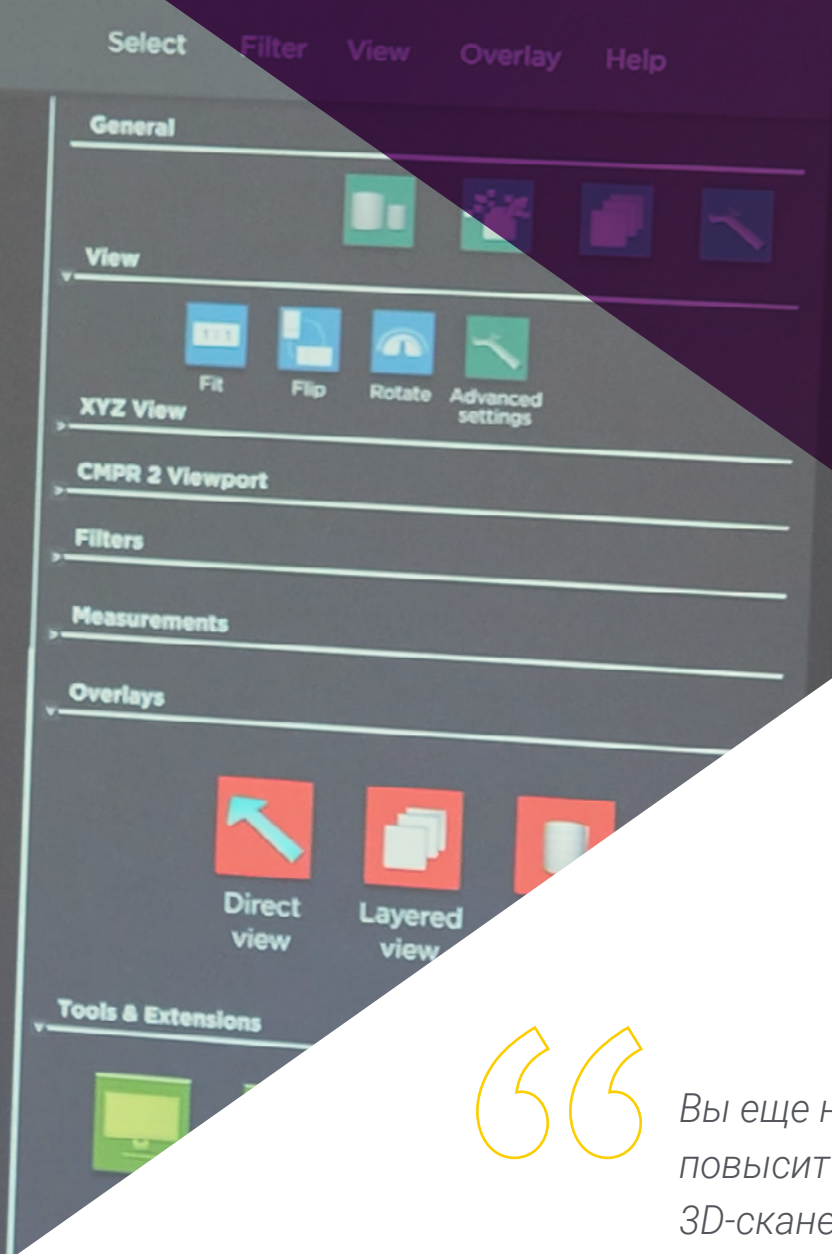 Select Filter View Overlay Help
General
View
Fit Flip Rotate Advanced
settings
XYZ View
CMPR 2 Viewport
Filters
Measurements
Overlays
Direct
view
Layered
view
Tools & Extensions
“
Вы еще
повысит
3D-скане